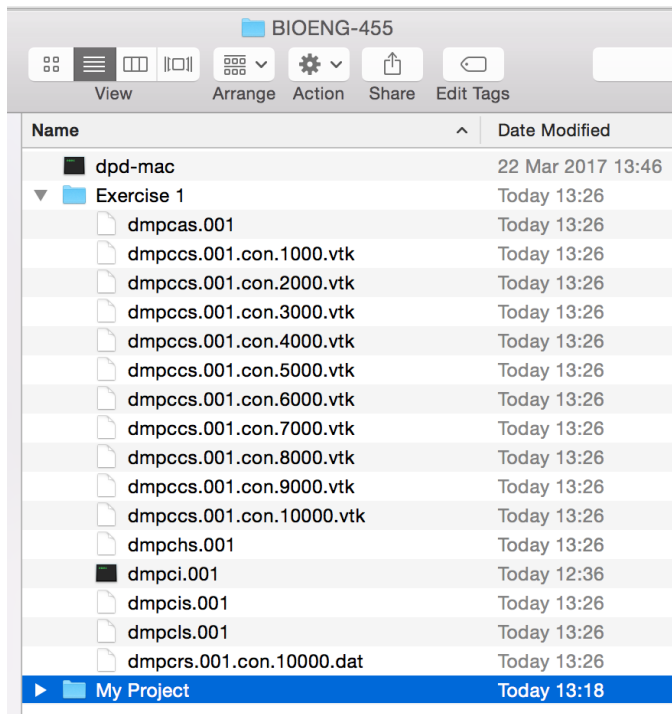 BIOENG-455
View Arrange Action Share Edit Tags
Name Date Modified
dpd-mac 22 Mar 2017 13:46
Exercise 1 Today 13:26
dmpcas.001 Today 13:26
dmpccs.001.con.1000.vtk Today 13:26
dmpccs.001.con.2000.vtk Today 13:26
dmpccs.001.con.3000.vtk Today 13:26
dmpccs.001.con.4000.vtk Today 13:26
dmpccs.001.con.5000.vtk Today 13:26
dmpccs.001.con.6000.vtk Today 13:26
dmpccs.001.con.7000.vtk Today 13:26
dmpccs.001.con.8000.vtk Today 13:26
dmpccs.001.con.9000.vtk Today 13:26
dmpccs.001.con.10000.vtk Today 13:26
dmpchs.001 Today 13:26
dmpci.001 Today 12:36
dmpcis.001 Today 13:26
dmpcls.001 Today 13:26
dmpcrs.001.con.10000.dat Today 13:26
My Project Today 13:18